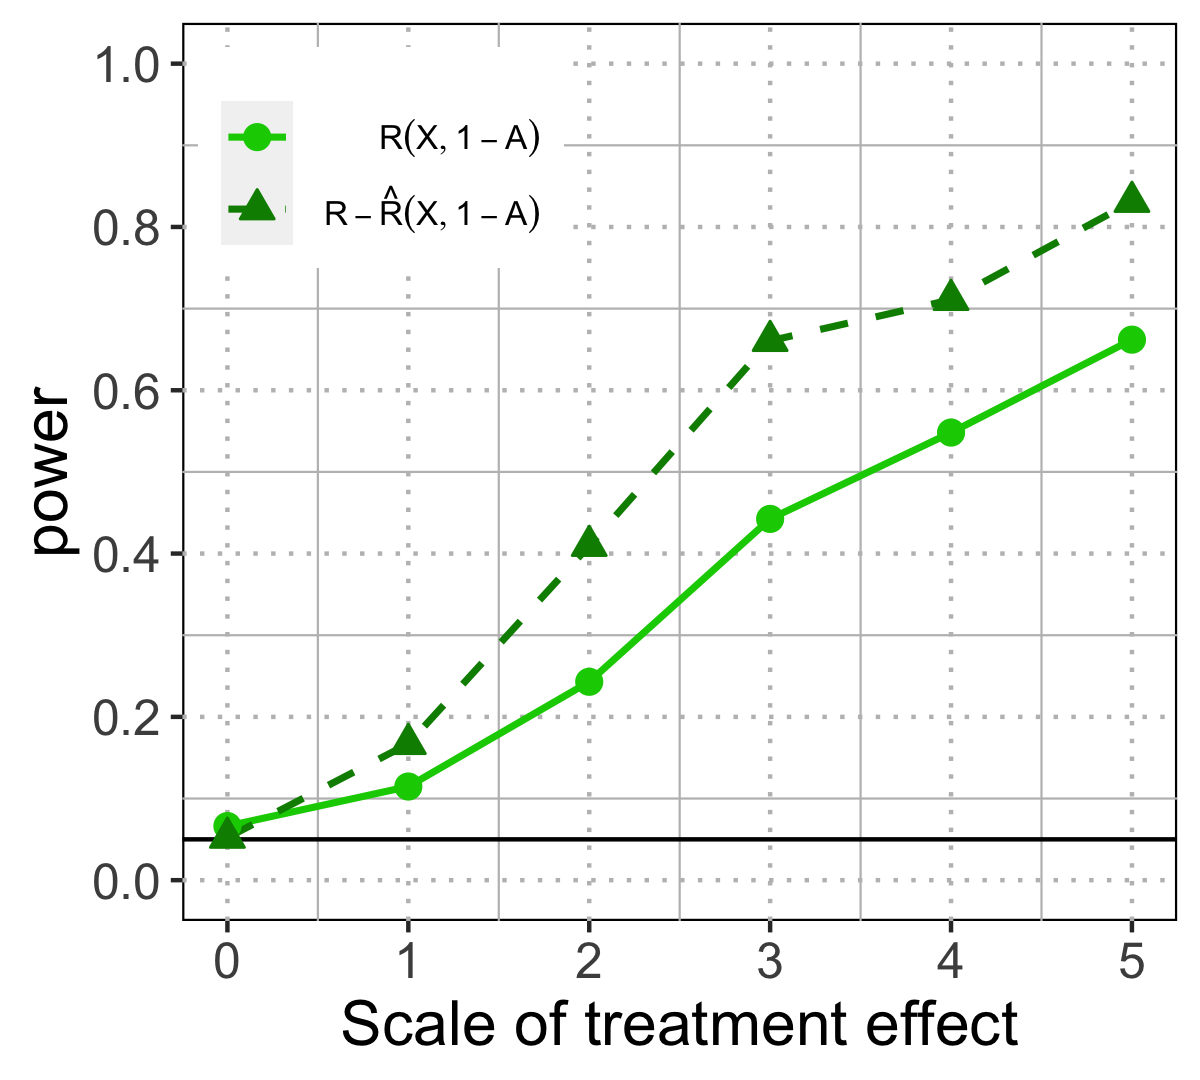 1.0
R(X, 1 – A)
R – R̂(X, 1 – A)
0.8
0.6
power
0.4
0.2
0.0
0 1 2 3 4 5
Scale of treatment effect